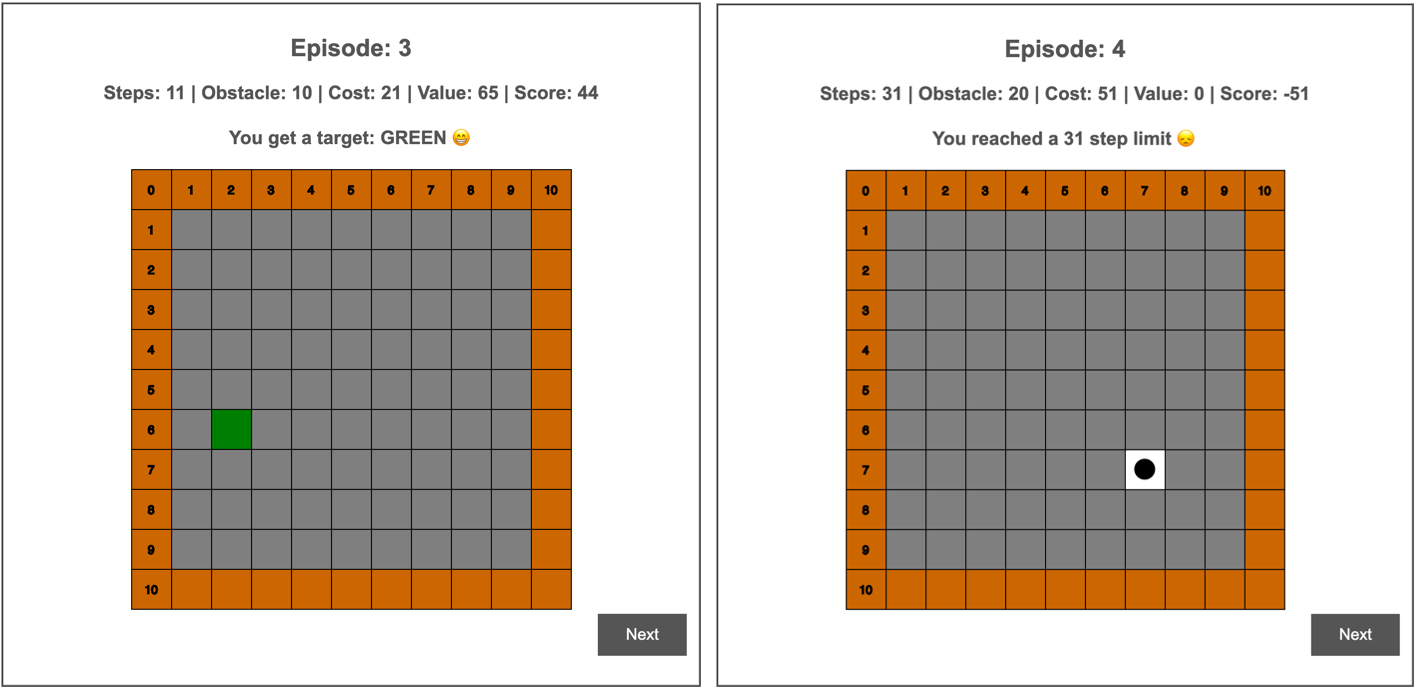 Episode: 3
Steps: 11 | Obstacle: 10 | Cost: 21 | Value: 65 | Score: 44
You get a target: GREEN 😁
0 1 2 3 4 5 6 7 8 9 10
1
2
3
4
5
6
7
8
9
10
Next
Episode: 4
Steps: 31 | Obstacle: 20 | Cost: 51 | Value: 0 | Score: -51
You reached a 31 step limit 😞
0 1 2 3 4 5 6 7 8 9 10
1
2
3
4
5
6
7
8
9
10
Next